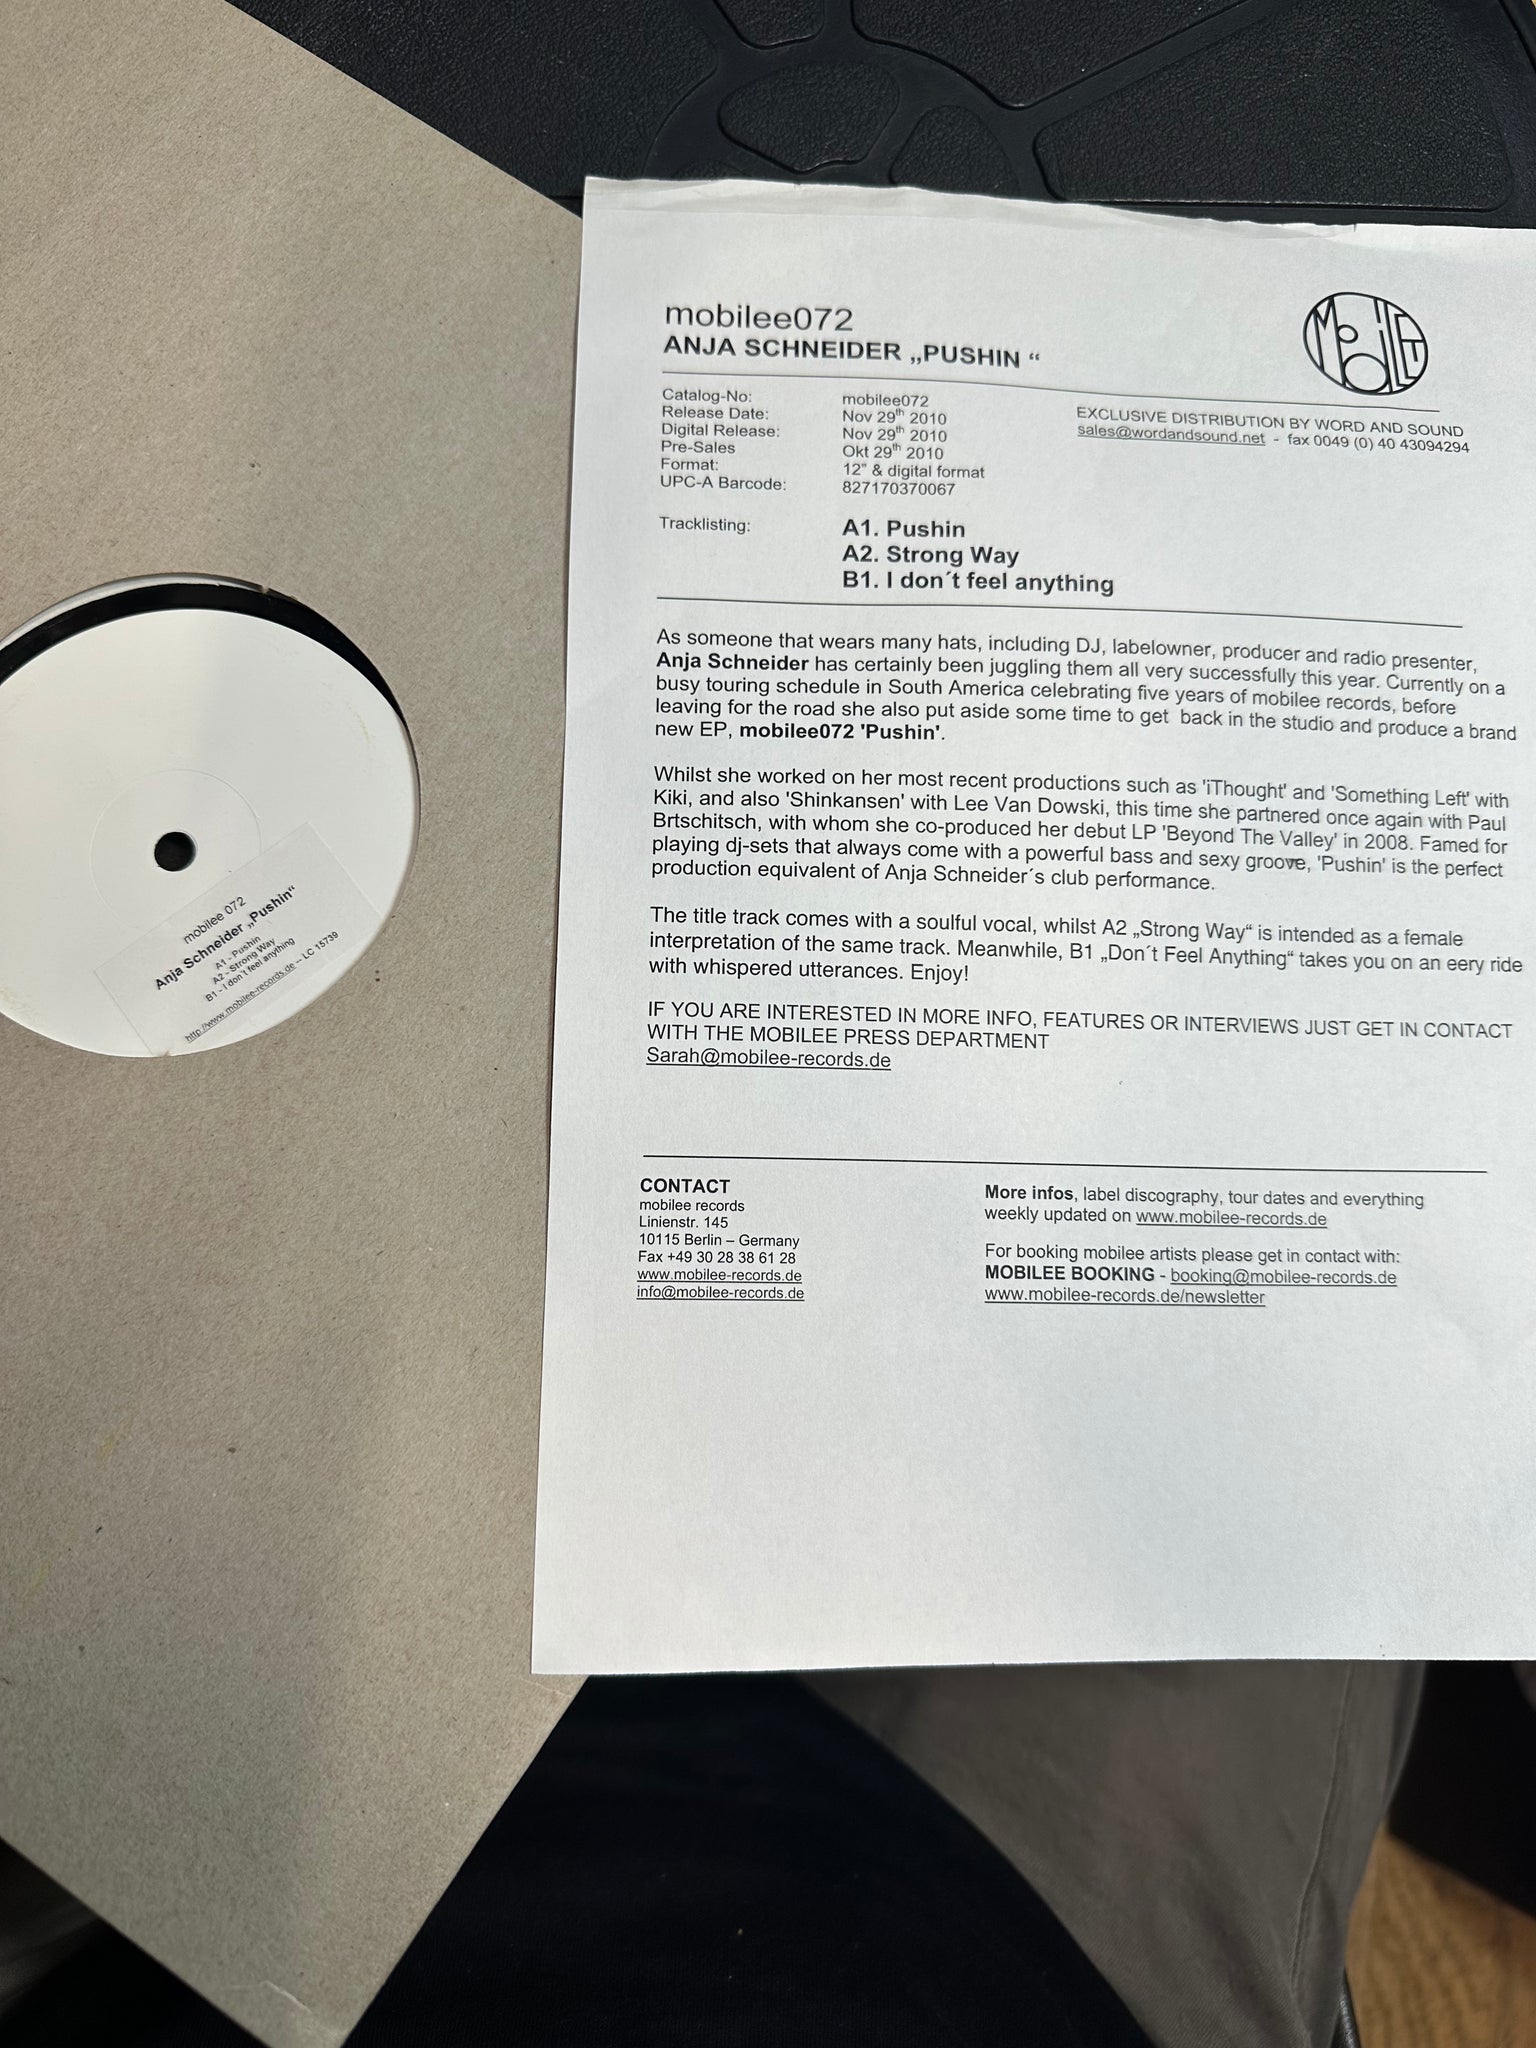 mobilee072
ANJA SCHNEIDER „PUSHIN “
MOBILEE
Catalog-No: mobilee072
Release Date: Nov 29th 2010
Digital Release: Nov 29th 2010
Pre-Sales Okt 29th 2010
Format: 12" & digital format
UPC-A Barcode: 827170370067
EXCLUSIVE DISTRIBUTION BY WORD AND SOUND
sales@wordandsound.net - fax 0049 (0) 40 43094294
Tracklisting: A1. Pushin
A2. Strong Way
B1. I don´t feel anything
As someone that wears many hats, including DJ, labelowner, producer and radio presenter,
Anja Schneider has certainly been juggling them all very successfully this year. Currently on a
busy touring schedule in South America celebrating five years of mobilee records, before
leaving for the road she also put aside some time to get back in the studio and produce a brand
new EP, mobilee072 'Pushin'.
Whilst she worked on her most recent productions such as 'iThought' and 'Something Left' with
Kiki, and also 'Shinkansen' with Lee Van Dowski, this time she partnered once again with Paul
Brtschitsch, with whom she co-produced her debut LP 'Beyond The Valley' in 2008. Famed for
playing dj-sets that always come with a powerful bass and sexy groove, 'Pushin' is the perfect
production equivalent of Anja Schneider´s club performance.
The title track comes with a soulful vocal, whilst A2 „Strong Way“ is intended as a female
interpretation of the same track. Meanwhile, B1 „Don´t Feel Anything“ takes you on an eery ride
with whispered utterances. Enjoy!
IF YOU ARE INTERESTED IN MORE INFO, FEATURES OR INTERVIEWS JUST GET IN CONTACT
WITH THE MOBILEE PRESS DEPARTMENT
Sarah@mobilee-records.de
CONTACT
mobilee records
Linienstr. 145
10115 Berlin – Germany
Fax +49 30 28 38 61 28
www.mobilee-records.de
info@mobilee-records.de
More infos, label discography, tour dates and everything
weekly updated on www.mobilee-records.de
For booking mobilee artists please get in contact with:
MOBILEE BOOKING - booking@mobilee-records.de
www.mobilee-records.de/newsletter
mobilee 072
Anja Schneider „Pushin“
A1 - Pushin
A2 - Strong Way
B1 - I don´t feel anything
http://www.mobilee-records.de – LC 15739